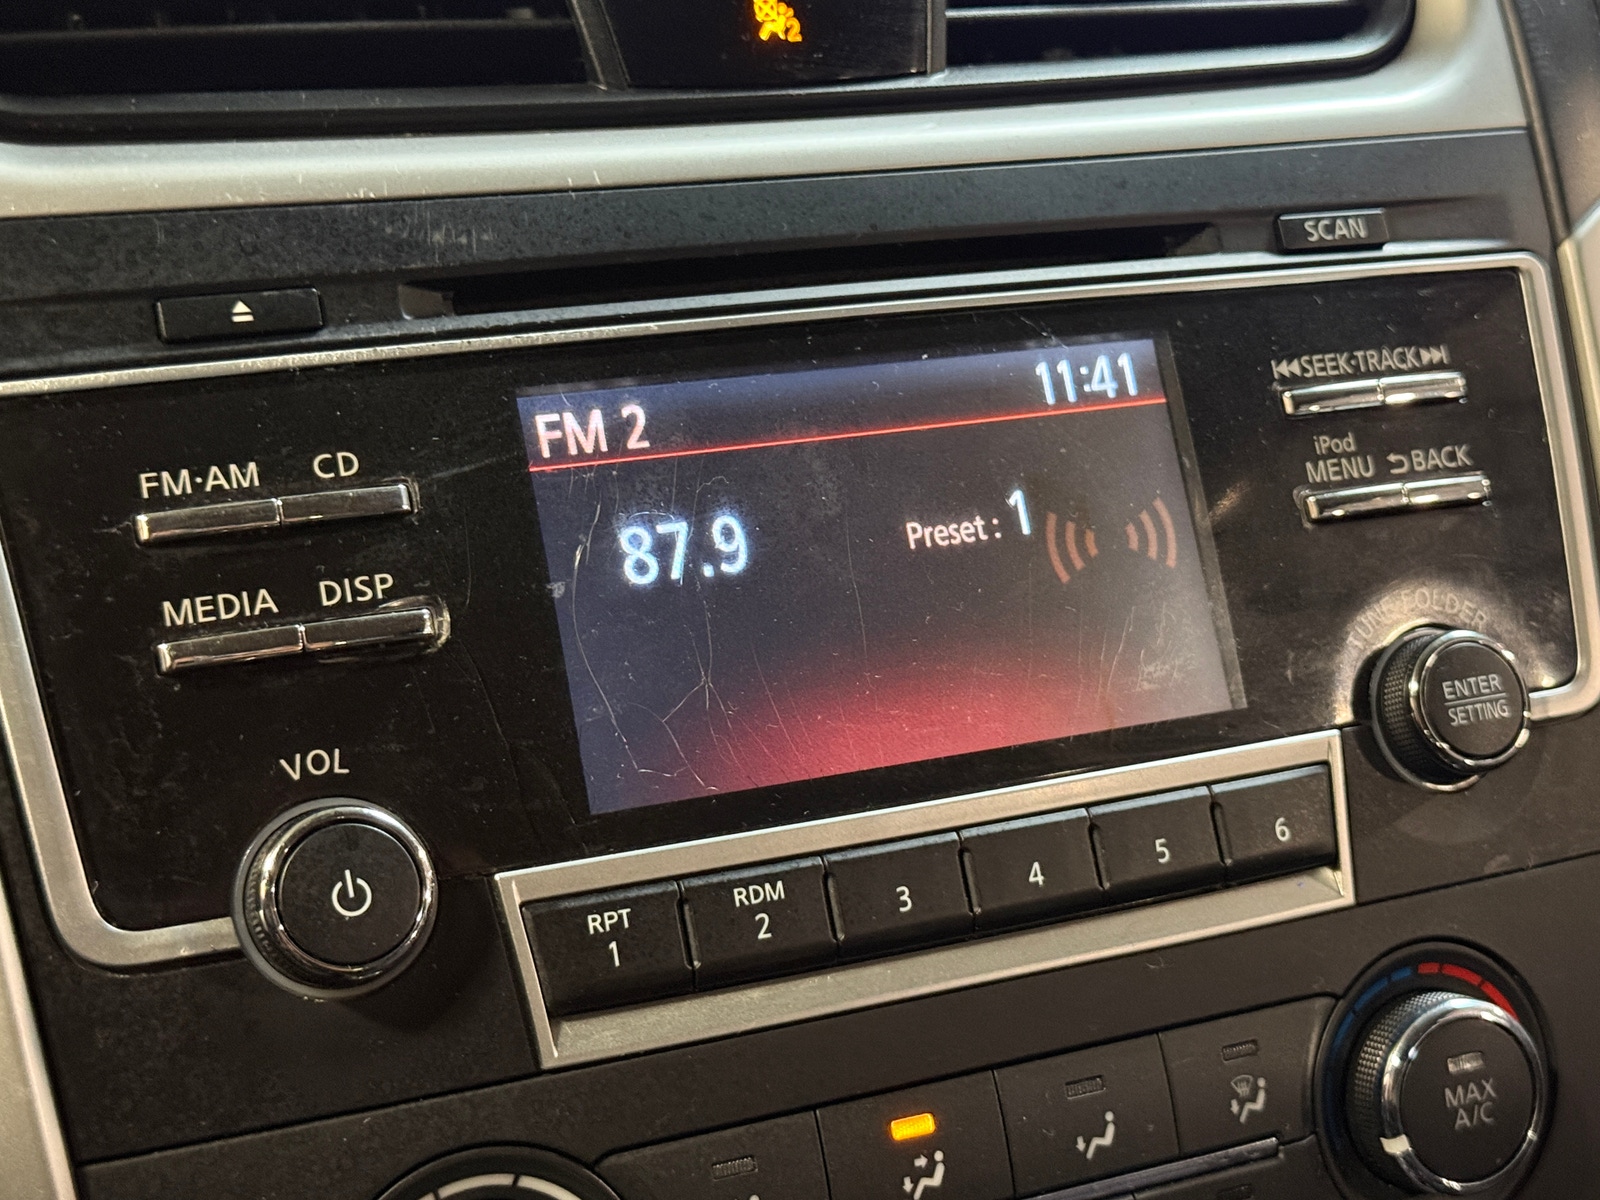 2
SCAN
11:41
FM 2
SEEK·TRACK
FM·AM CD
iPod
MENU BACK
87.9 Preset: 1
MEDIA DISP
TUNE·FOLDER
ENTER
SETTING
VOL
RPT
1
RDM
2
3
4
5
6
MAX
A/C